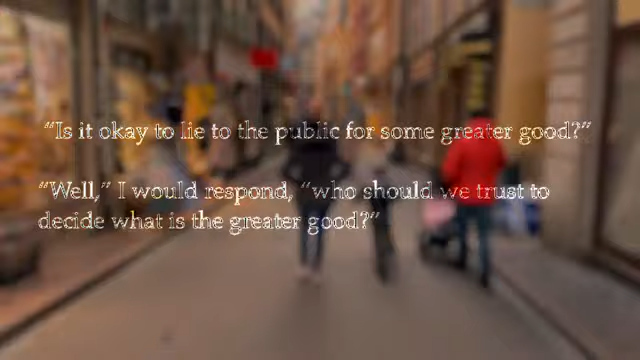 “Is it okay to lie to the public for some greater good?”
“Well,” I would respond, “who should we trust to
decide what is the greater good?”